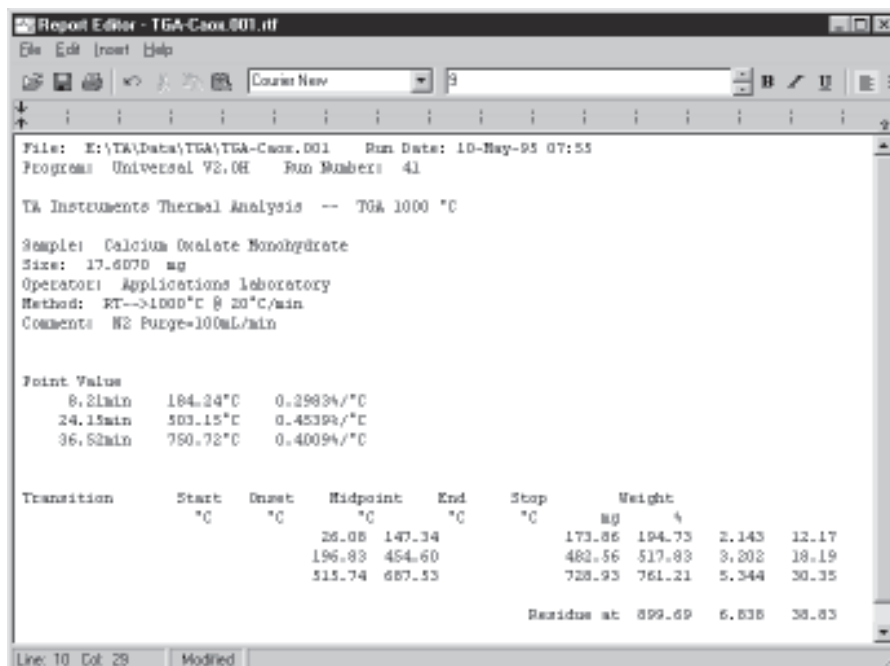 Report Editor - TGA-Caox.001.rtf
File Edit Insert Help
Courier New 9 B I U
File: E:\TA\Data\TGA\TGA-Caox.001 Run Date: 10-May-95 07:55
Program: Universal V2.0H Run Number: 41
TA Instruments Thermal Analysis -- TGA 1000 °C
Sample: Calcium Oxalate Monohydrate
Size: 17.6070 mg
Operator: Applications laboratory
Method: RT-->1000°C @ 20°C/min
Comment: N2 Purge=100mL/min
Point Value
8.21min 184.24°C 0.2983%/°C
24.15min 503.15°C 0.4539%/°C
36.52min 750.72°C 0.4009%/°C
Transition Start Onset Midpoint End Stop Weight
°C °C °C °C °C mg %
26.08 147.34 173.86 194.73 2.143 12.17
196.83 454.60 482.56 517.83 3.202 18.19
515.74 687.53 728.93 761.21 5.344 30.35
Residue at 899.69 6.838 38.83
Line: 10 Col: 29 Modified